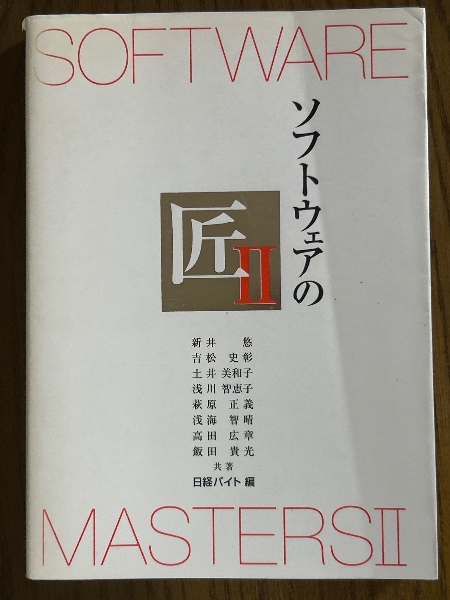 SOFTWARE
ソフトウェアの
匠II
新井 悠
吉松 史彰
土井 美和子
浅川 智恵子
萩原 正義
浅海 智晴
高田 広章
飯田 貴光
共著
日経バイト 編
MASTERSII